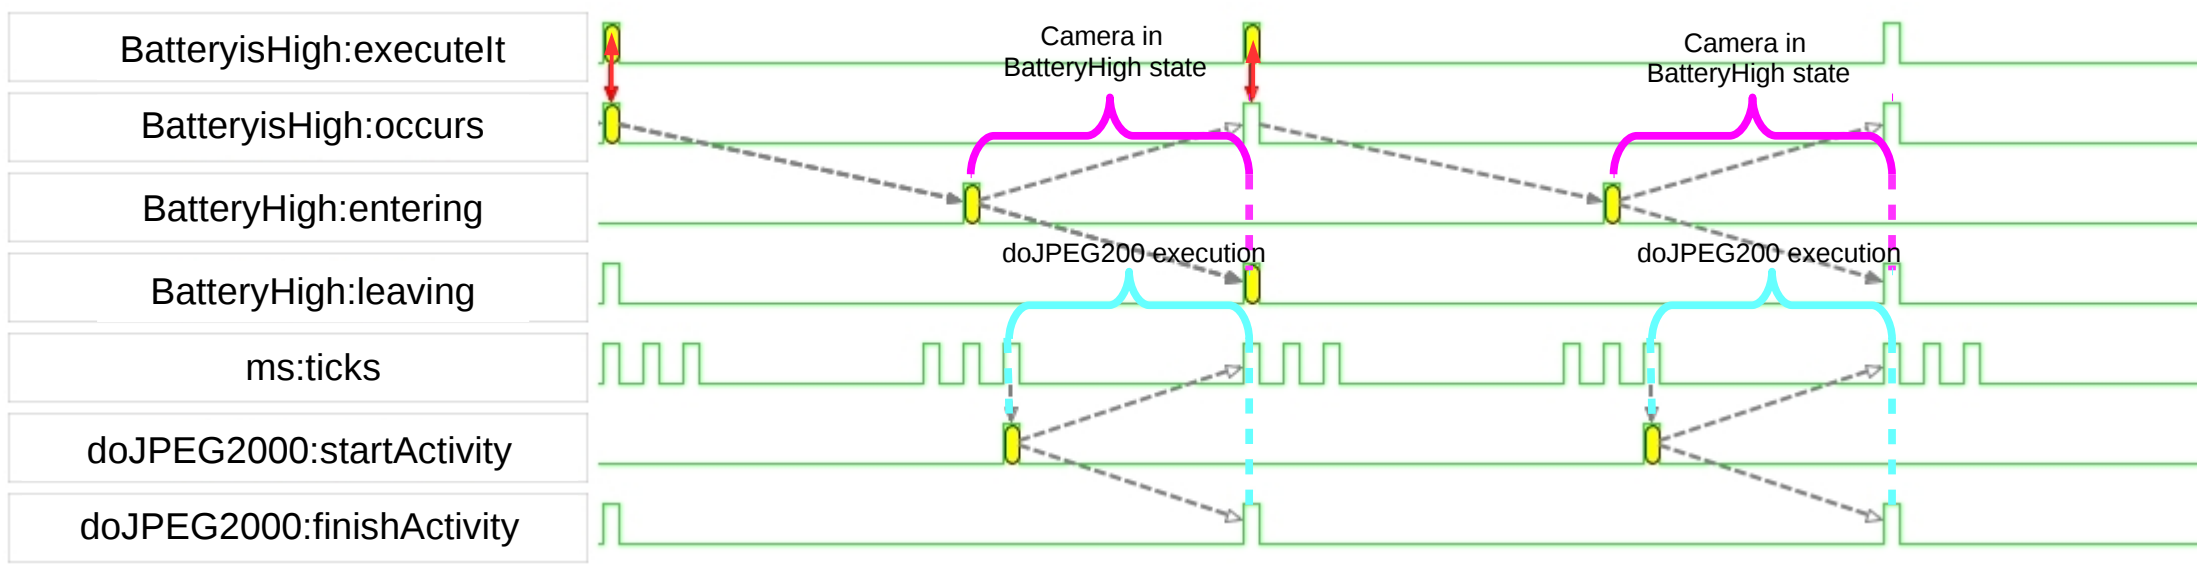 BatteryisHigh:executeIt
Camera in
BatteryHigh state
Camera in
BatteryHigh state
BatteryisHigh:occurs
BatteryHigh:entering
doJPEG200 execution
doJPEG200 execution
BatteryHigh:leaving
ms:ticks
doJPEG2000:startActivity
doJPEG2000:finishActivity